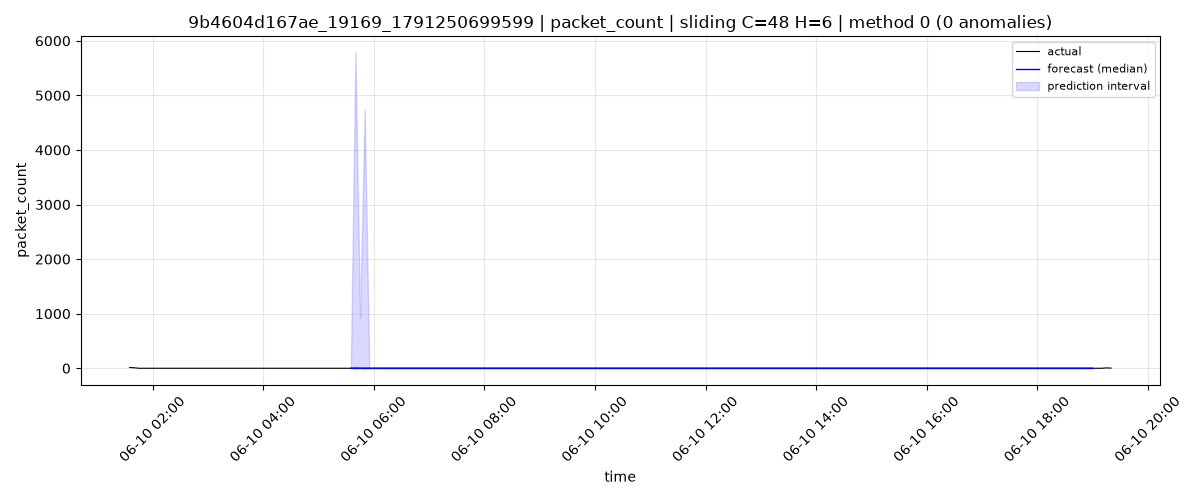 9b4604d167ae_19169_1791250699599 | packet_count | sliding C=48 H=6 | method 0 (0 anomalies)
actual
forecast (median)
prediction interval
6000
5000
4000
3000
2000
1000
0
packet_count
06-10 02:00
06-10 04:00
06-10 06:00
06-10 08:00
06-10 10:00
06-10 12:00
06-10 14:00
06-10 16:00
06-10 18:00
06-10 20:00
time